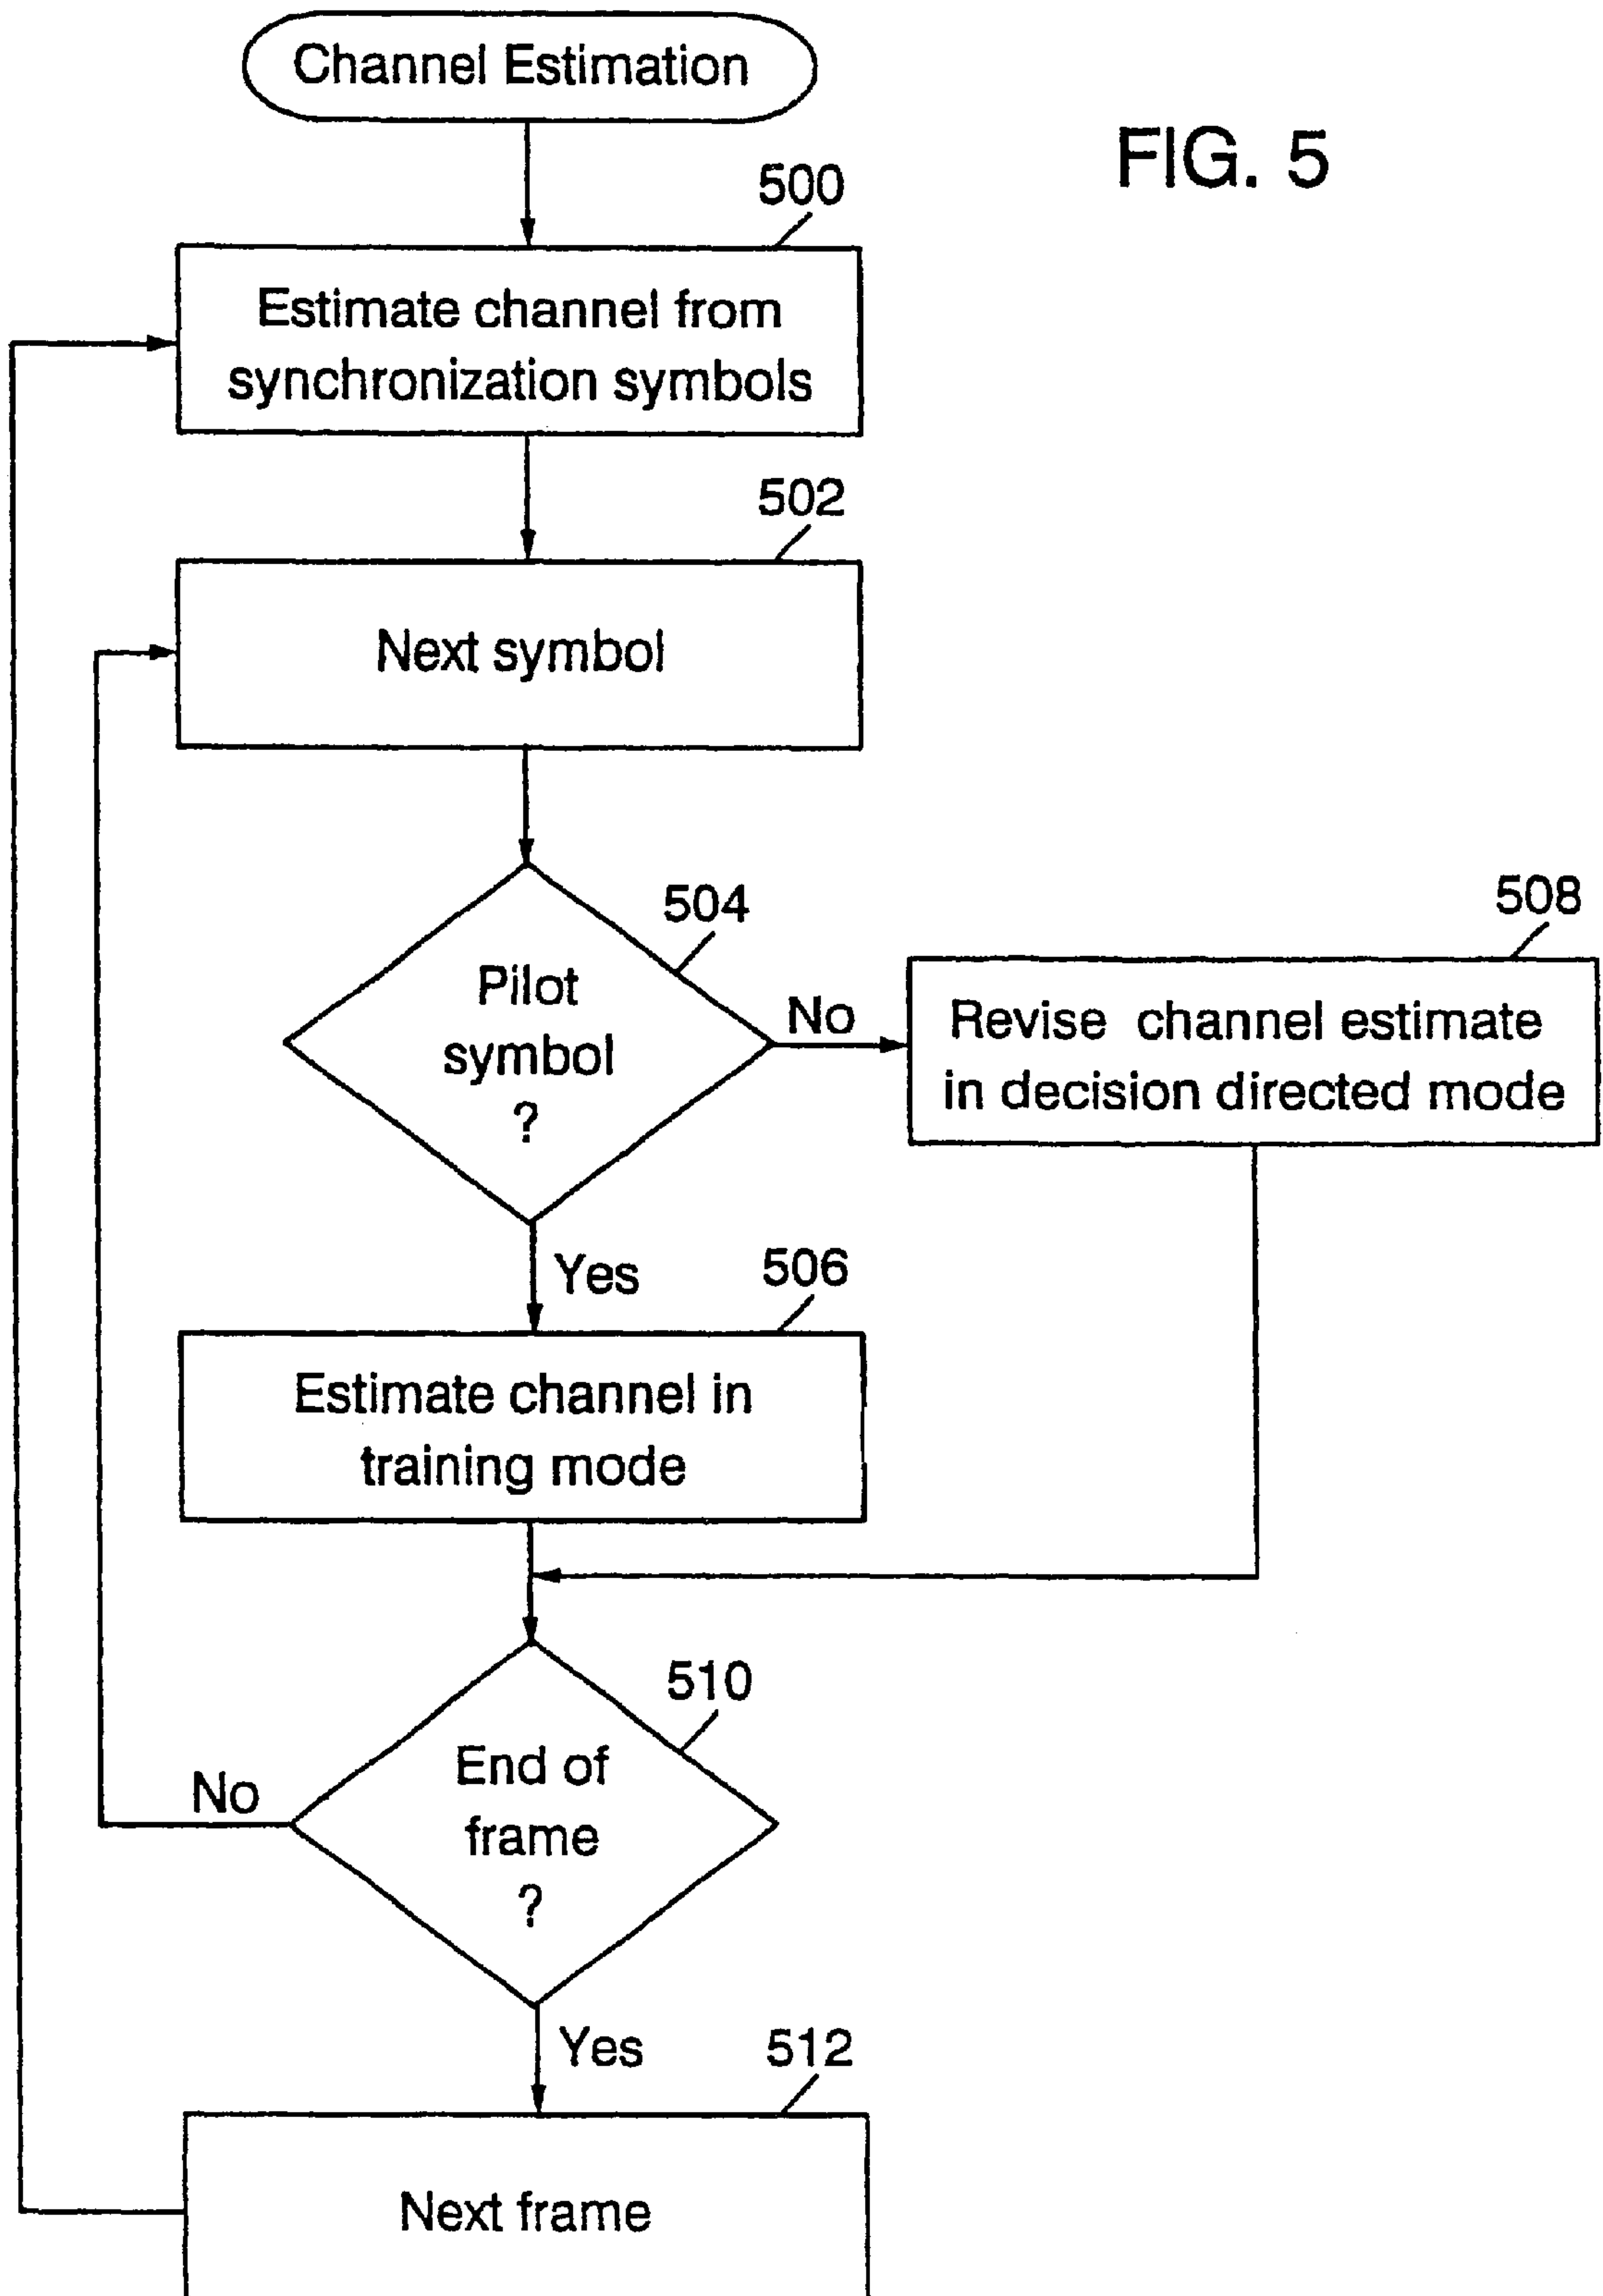 Channel Estimation
FIG. 5
500
Estimate channel from
synchronization symbols
502
Next symbol
504
Pilot
symbol
?
No
508
Revise channel estimate
in decision directed mode
Yes
506
Estimate channel in
training mode
510
End of
frame
?
No
Yes
512
Next frame